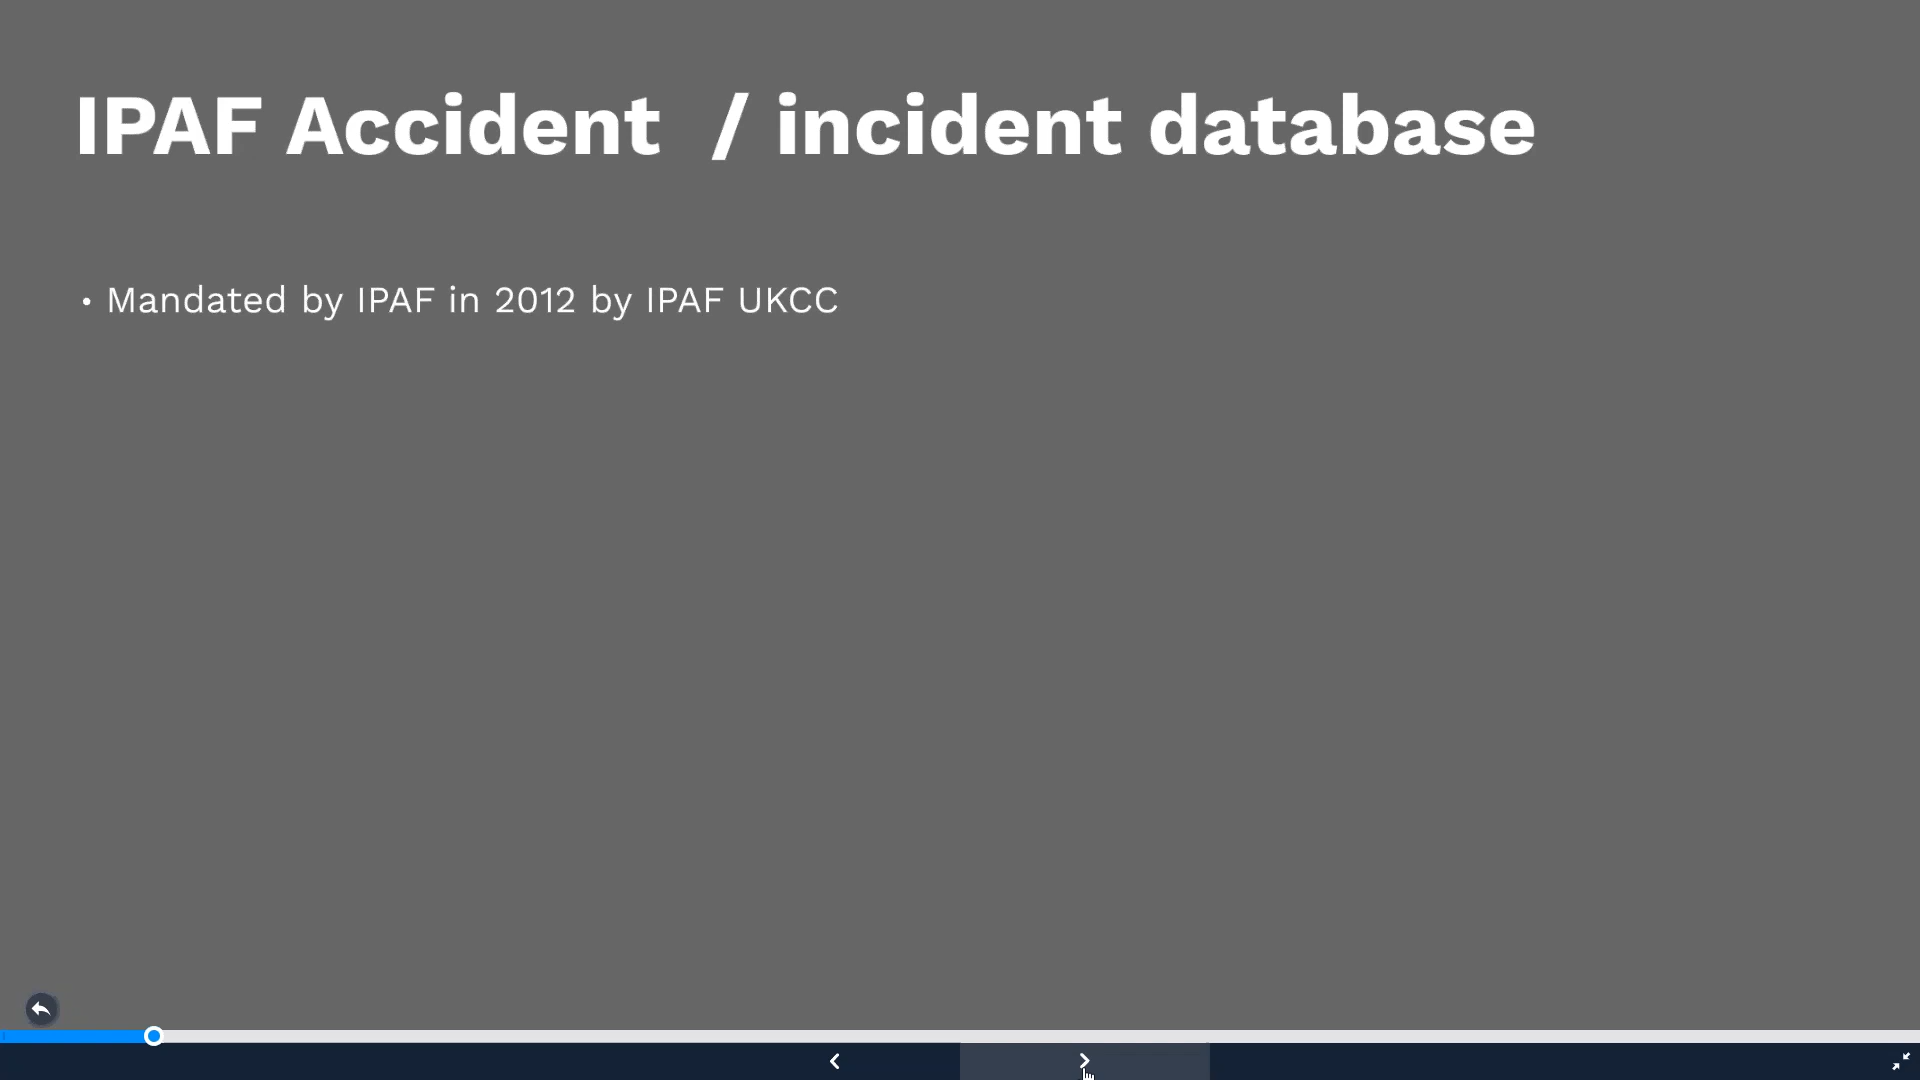 IPAF Accident / incident database
• Mandated by IPAF in 2012 by IPAF UKCC